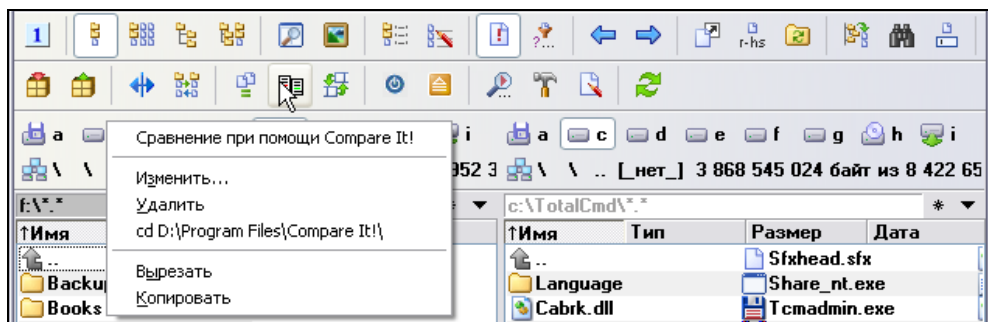 1
?...
r-hs
a
i
a c d e f g h i
Сравнение при помощи Compare It!
\ \
952 3
\ \ .. [_нет_] 3 868 545 024 байт из 8 422 65
Изменить...
f:\*.*
c:\TotalCmd\*.*
*
Удалить
↑Имя
↑Имя Тип Размер Дата
cd D:\Program Files\Compare It!\
..
.. Sfxhead.sfx
Вырезать
Backu
Language Share_nt.exe
Копировать
Books
Cabrk.dll Tcmadmin.exe